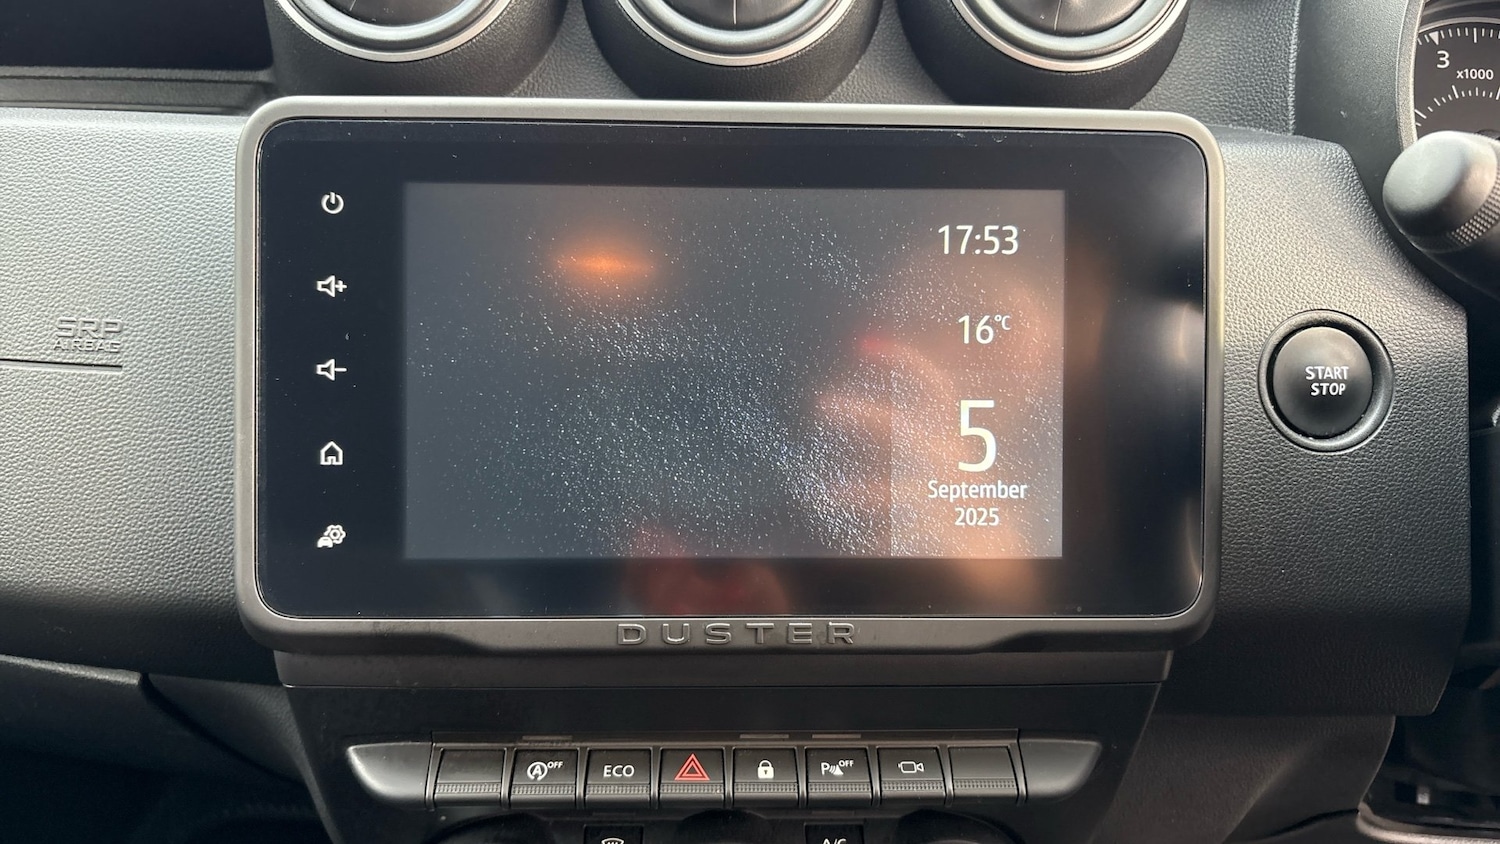 3
x1000
17:53
16°C
SRP
AIRBAG
START
STOP
5
September
2025
DUSTER
A OFF
ECO
P OFF
A/C